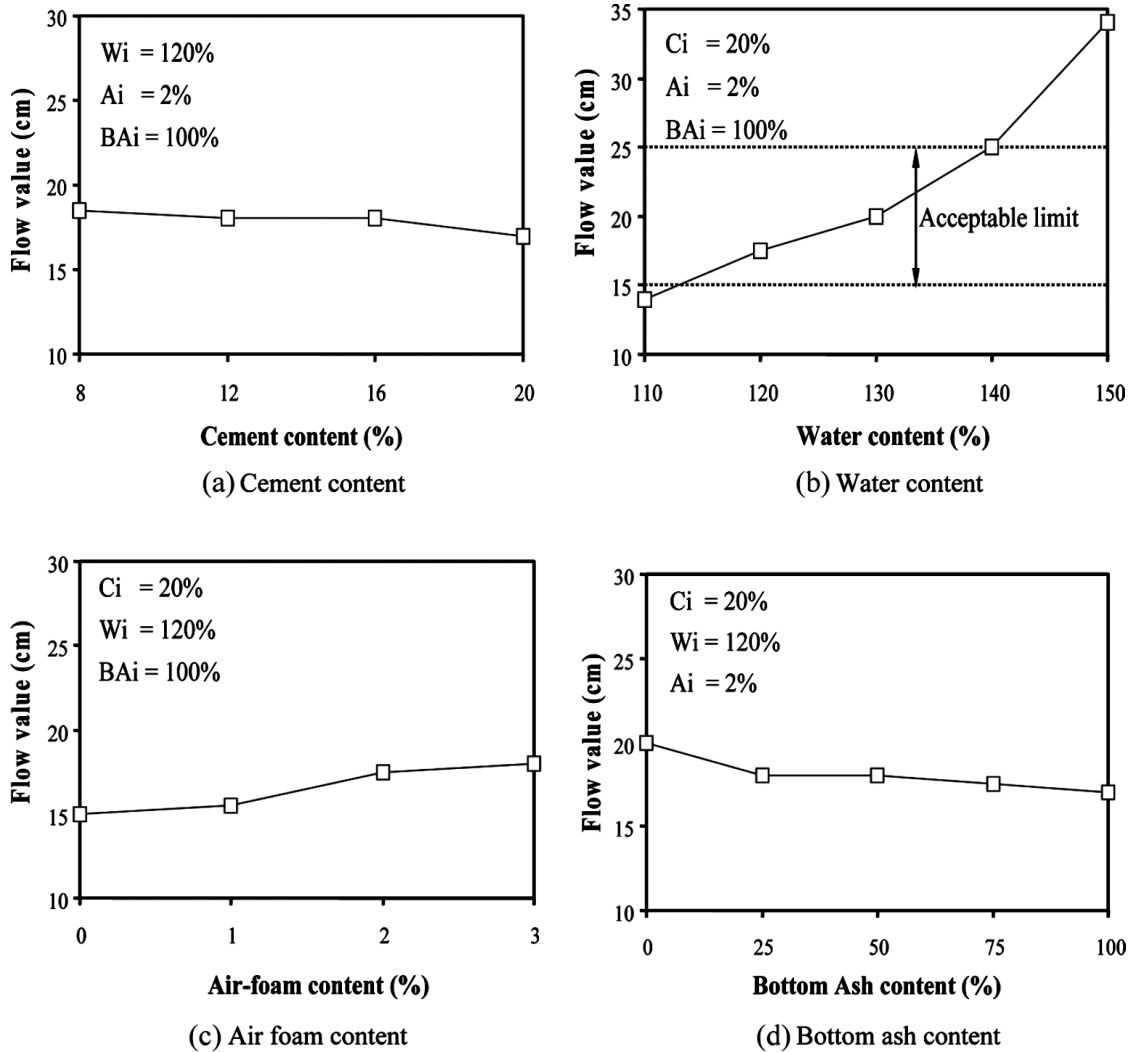 30
25
20
15
10
Flow value (cm)
Wi = 120%
Ai = 2%
BAi = 100%
8 12 16 20
Cement content (%)
(a) Cement content
35
30
25
20
15
10
Flow value (cm)
Ci = 20%
Ai = 2%
BAi = 100%
Acceptable limit
110 120 130 140 150
Water content (%)
(b) Water content
30
25
20
15
10
Flow value (cm)
Ci = 20%
Wi = 120%
BAi = 100%
0 1 2 3
Air-foam content (%)
(c) Air foam content
30
25
20
15
10
Flow value (cm)
Ci = 20%
Wi = 120%
Ai = 2%
0 25 50 75 100
Bottom Ash content (%)
(d) Bottom ash content